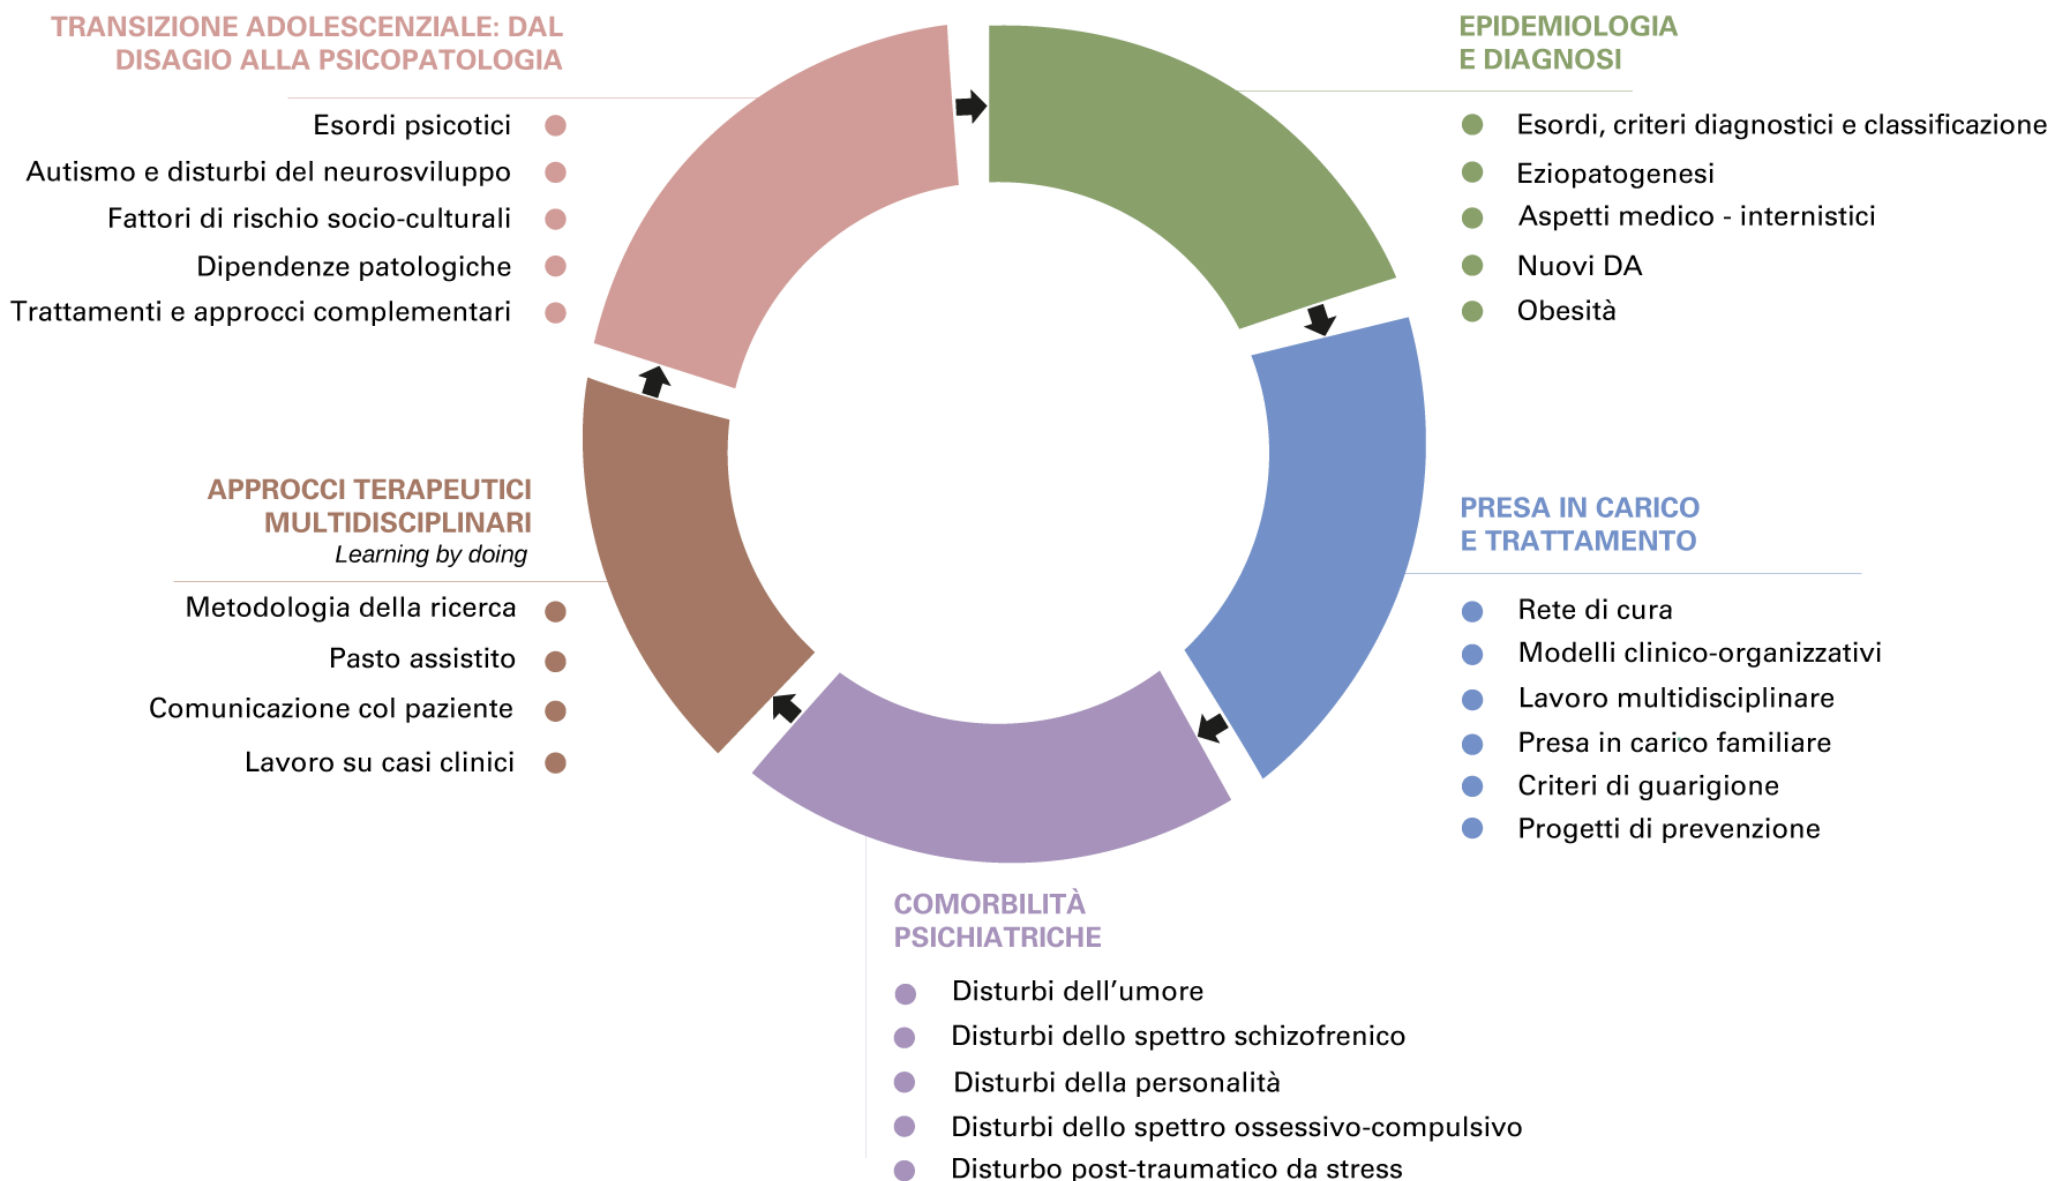 TRANSIZIONE ADOLESCENZIALE: DAL
DISAGIO ALLA PSICOPATOLOGIA
Esordi psicotici
Autismo e disturbi del neurosviluppo
Fattori di rischio socio-culturali
Dipendenze patologiche
Trattamenti e approcci complementari
EPIDEMIOLOGIA
E DIAGNOSI
Esordi, criteri diagnostici e classificazione
Eziopatogenesi
Aspetti medico - internistici
Nuovi DA
Obesità
APPROCCI TERAPEUTICI
MULTIDISCIPLINARI
Learning by doing
Metodologia della ricerca
Pasto assistito
Comunicazione col paziente
Lavoro su casi clinici
PRESA IN CARICO
E TRATTAMENTO
Rete di cura
Modelli clinico-organizzativi
Lavoro multidisciplinare
Presa in carico familiare
Criteri di guarigione
Progetti di prevenzione
COMORBILITÀ
PSICHIATRICHE
Disturbi dell’umore
Disturbi dello spettro schizofrenico
Disturbi della personalità
Disturbi dello spettro ossessivo-compulsivo
Disturbo post-traumatico da stress